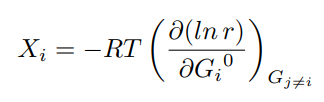 $X_i = -RT \left( \frac{\partial (ln\, r)}{\partial G_i{}^0} \right)_{G_{j \neq i}}$